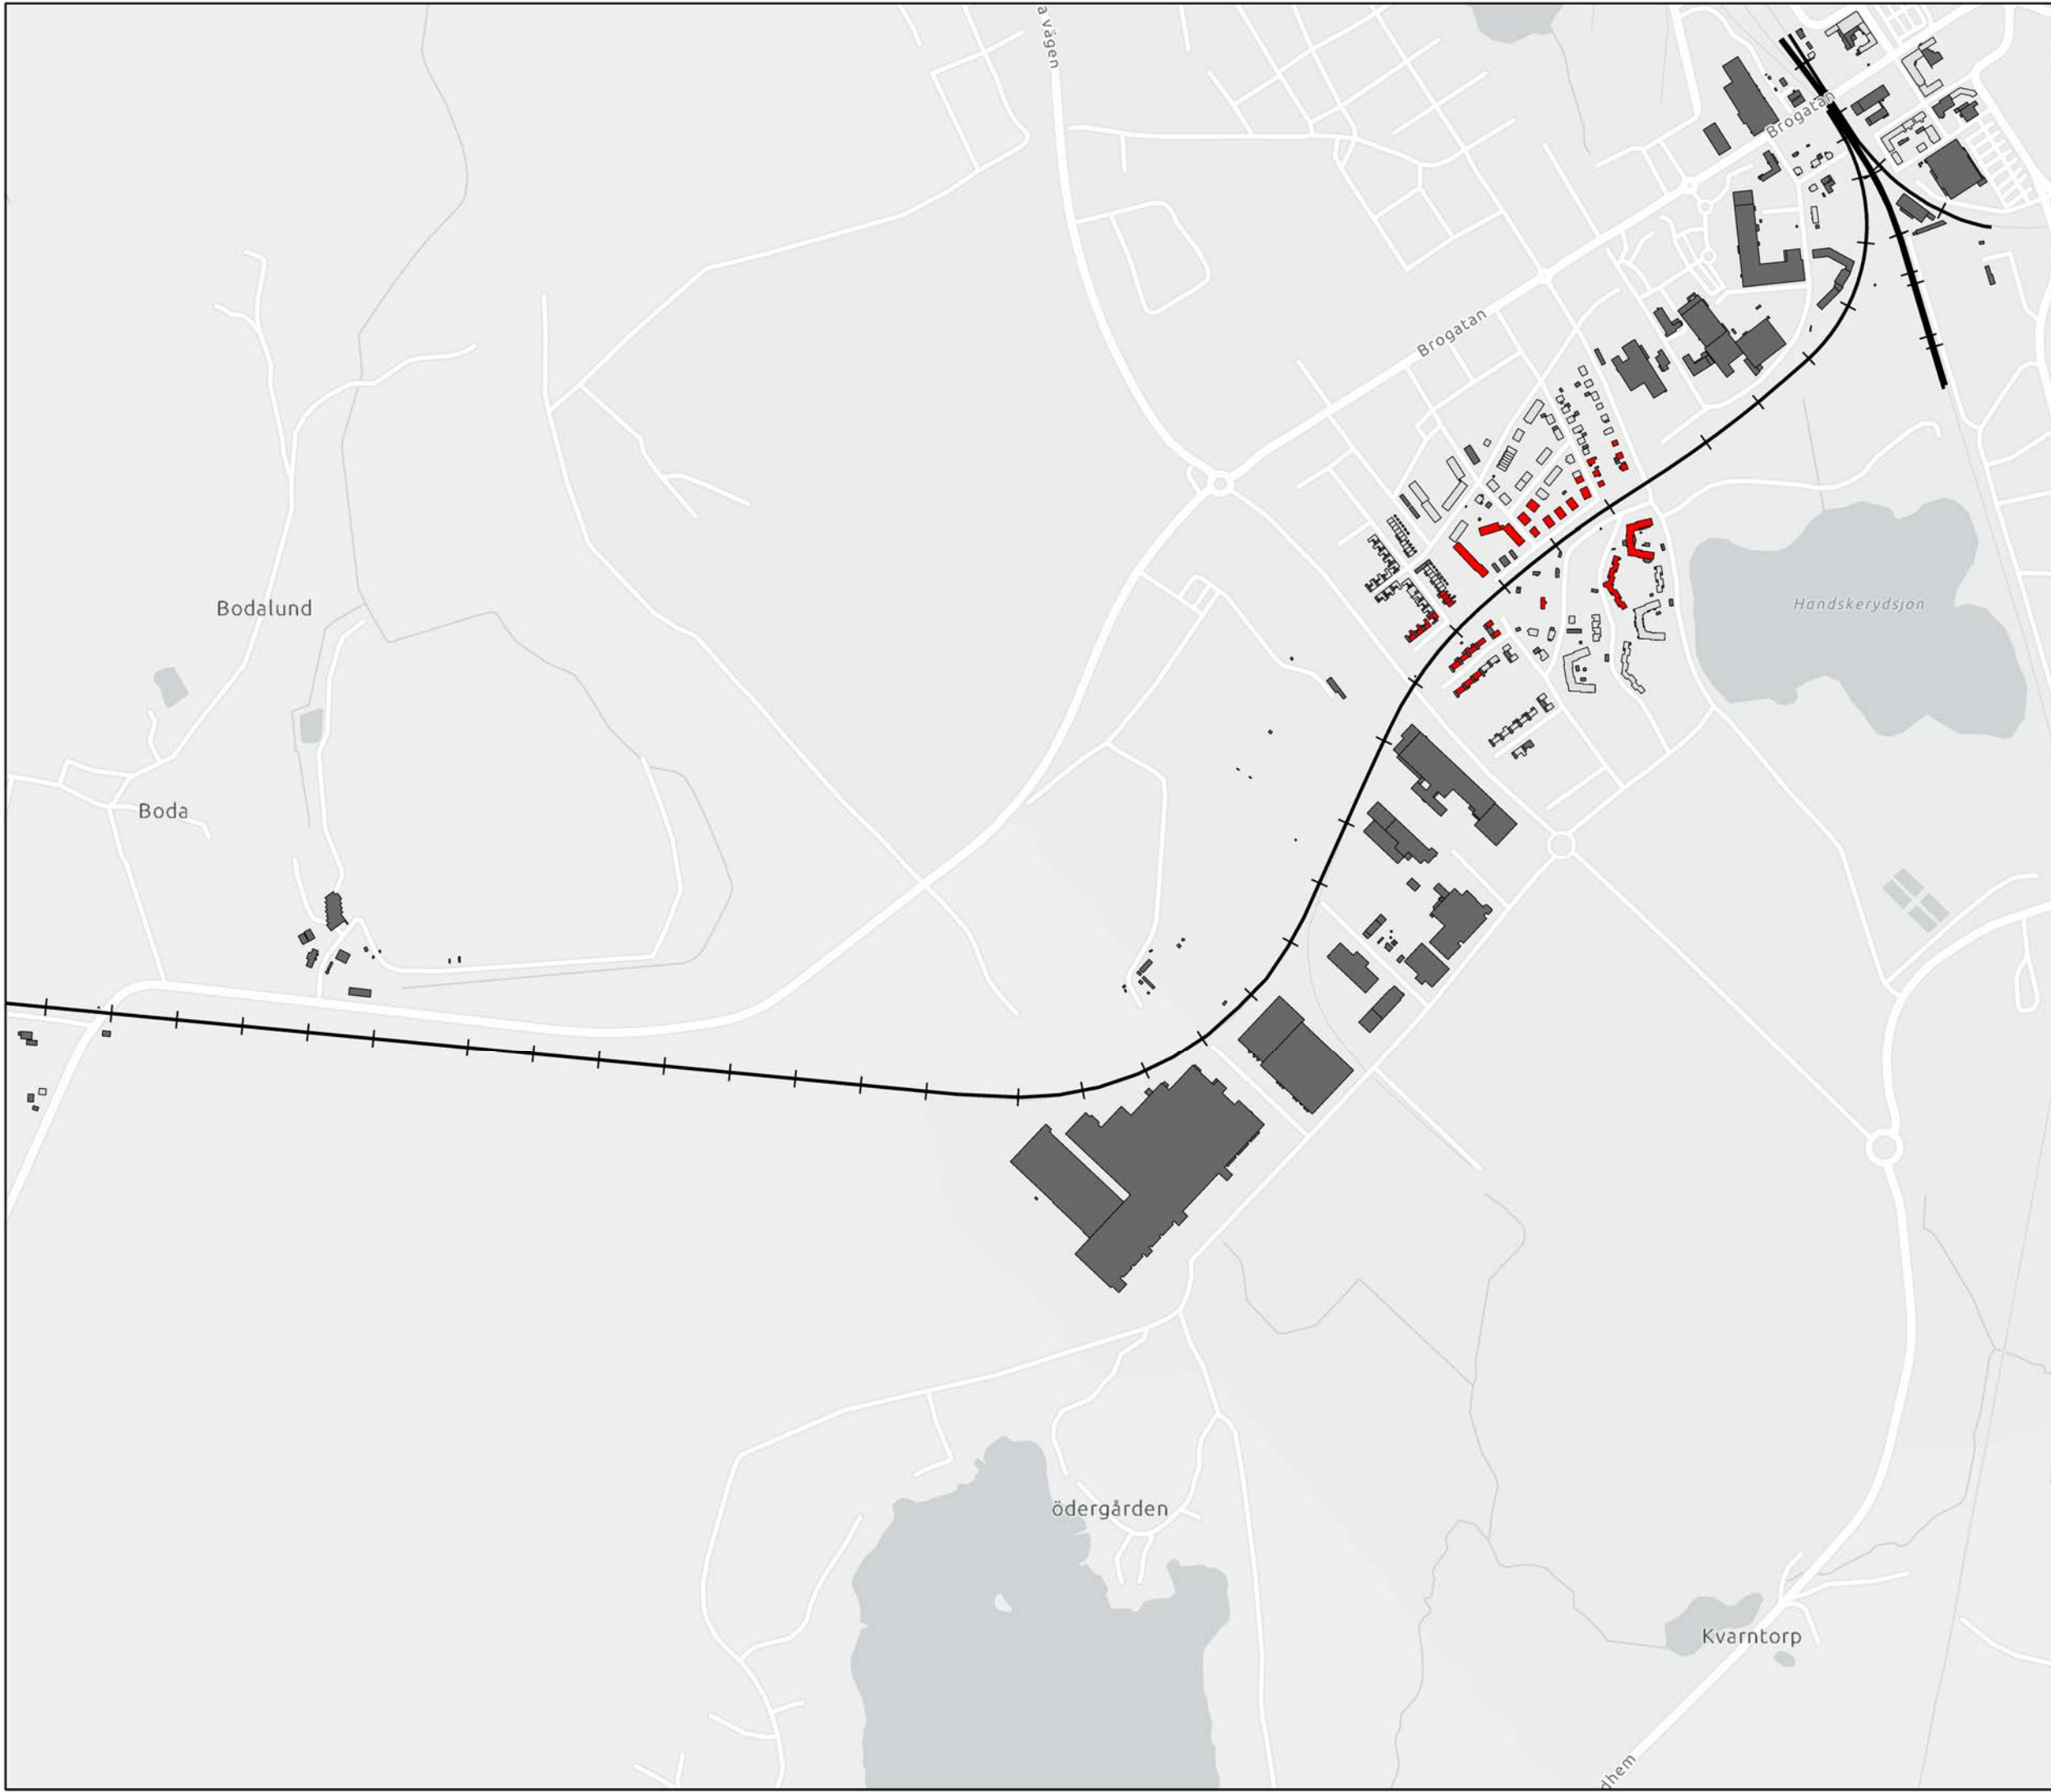 a vägen
Brogatan
Brogatan
Bodalund
Handskerydsjön
Boda
ödergården
Kvarntorp
dhem